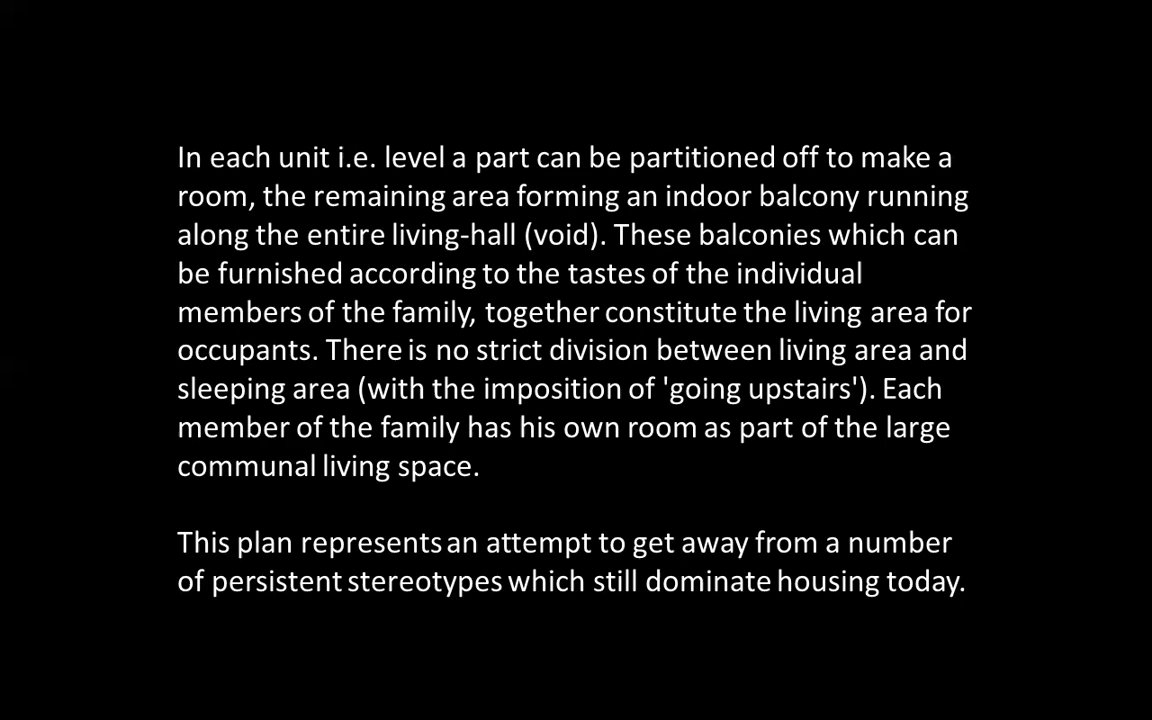 In each unit i.e. level a part can be partitioned off to make a
room, the remaining area forming an indoor balcony running
along the entire living-hall (void). These balconies which can
be furnished according to the tastes of the individual
members of the family, together constitute the living area for
occupants. There is no strict division between living area and
sleeping area (with the imposition of 'going upstairs'). Each
member of the family has his own room as part of the large
communal living space.
This plan represents an attempt to get away from a number
of persistent stereotypes which still dominate housing today.